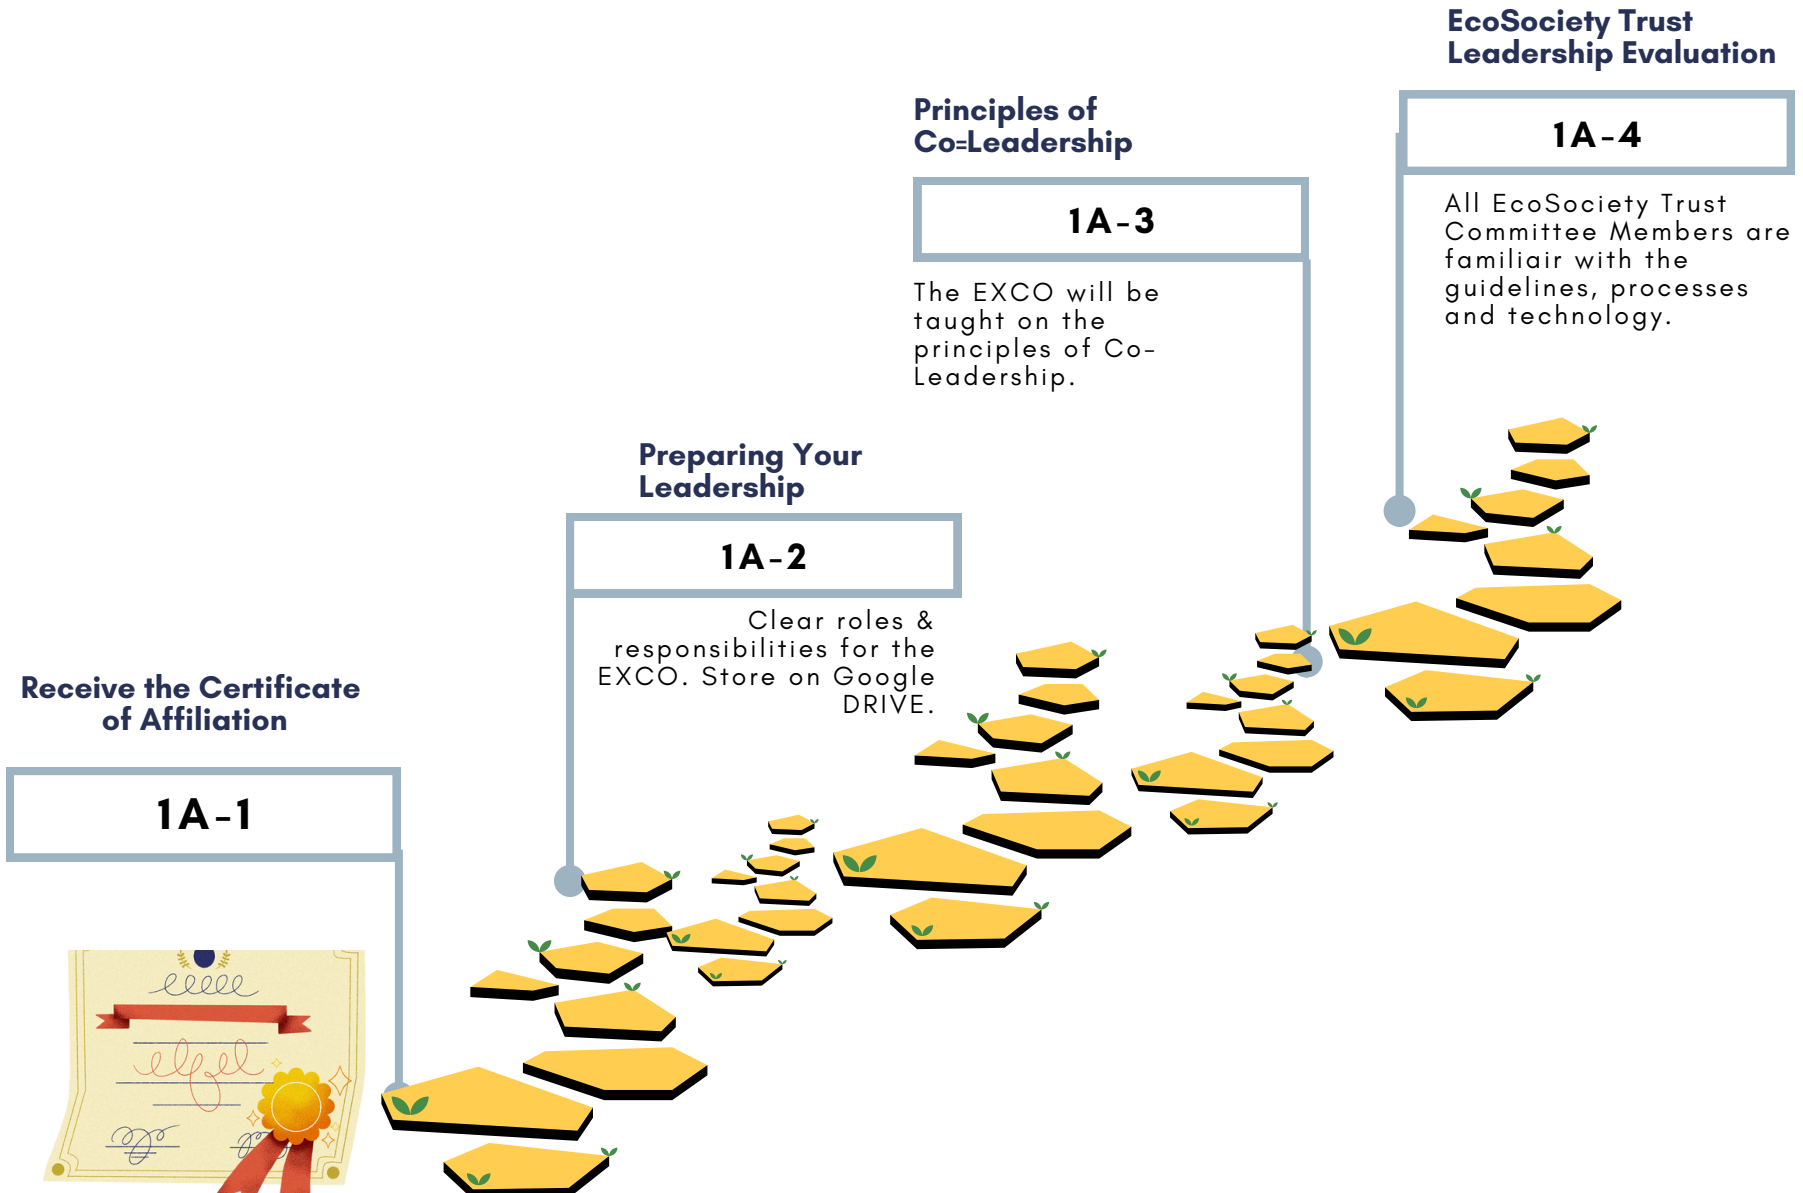 Receive the Certificate
of Affiliation
1A-1
Preparing Your
Leadership
1A-2
Clear roles &
responsibilities for the
EXCO. Store on Google
DRIVE.
Principles of
Co=Leadership
1A-3
The EXCO will be
taught on the
principles of Co-
Leadership.
EcoSociety Trust
Leadership Evaluation
1A-4
All EcoSociety Trust
Committee Members are
familiair with the
guidelines, processes
and technology.